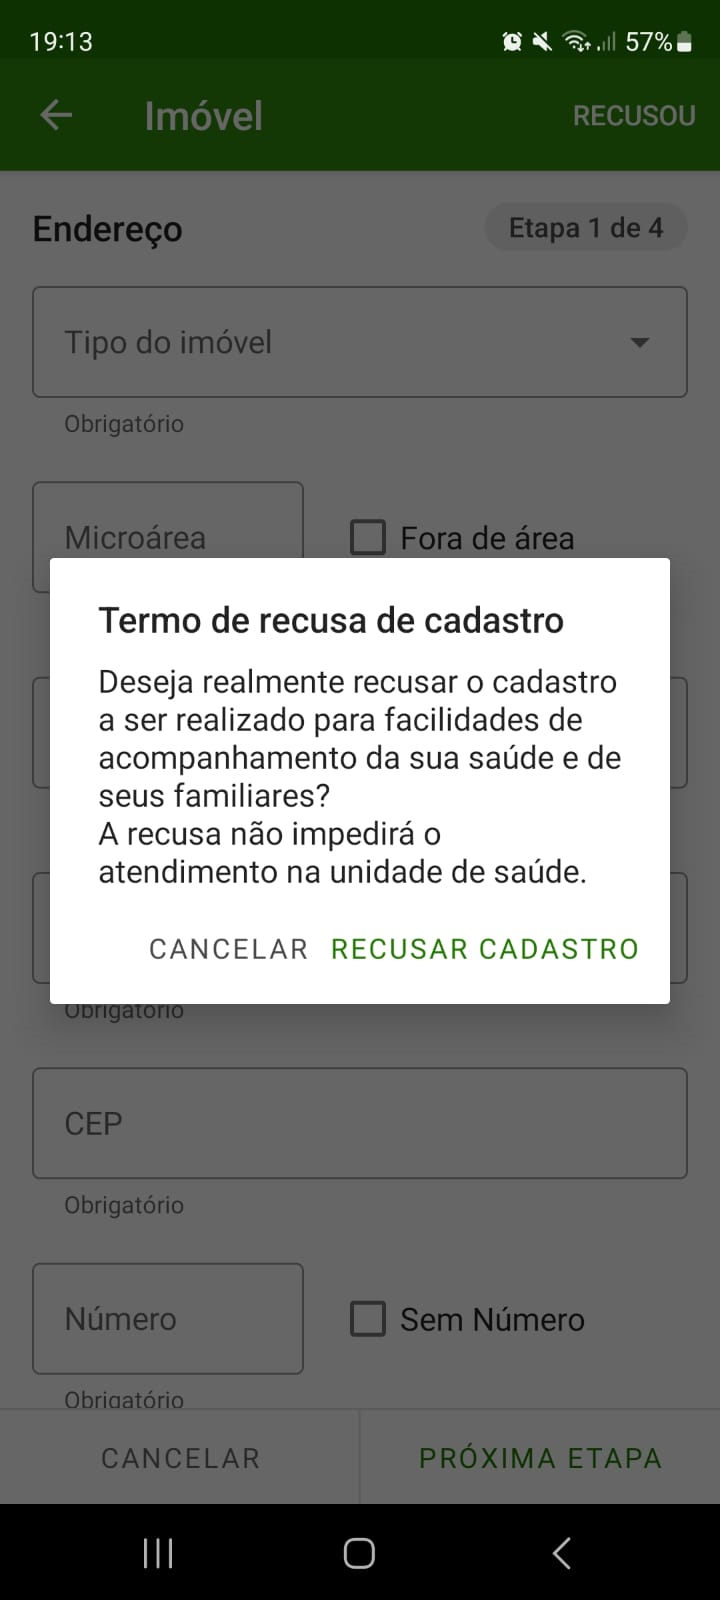 19:13
57%
Imóvel
RECUSOU
Endereço
Etapa 1 de 4
Tipo do imóvel
Obrigatório
Microárea
Fora de área
Termo de recusa de cadastro
Deseja realmente recusar o cadastro
a ser realizado para facilidades de
acompanhamento da sua saúde e de
seus familiares?
A recusa não impedirá o
atendimento na unidade de saúde.
CANCELAR
RECUSAR CADASTRO
Obrigatório
CEP
Obrigatório
Número
Sem Número
Obrigatório
CANCELAR
PRÓXIMA ETAPA